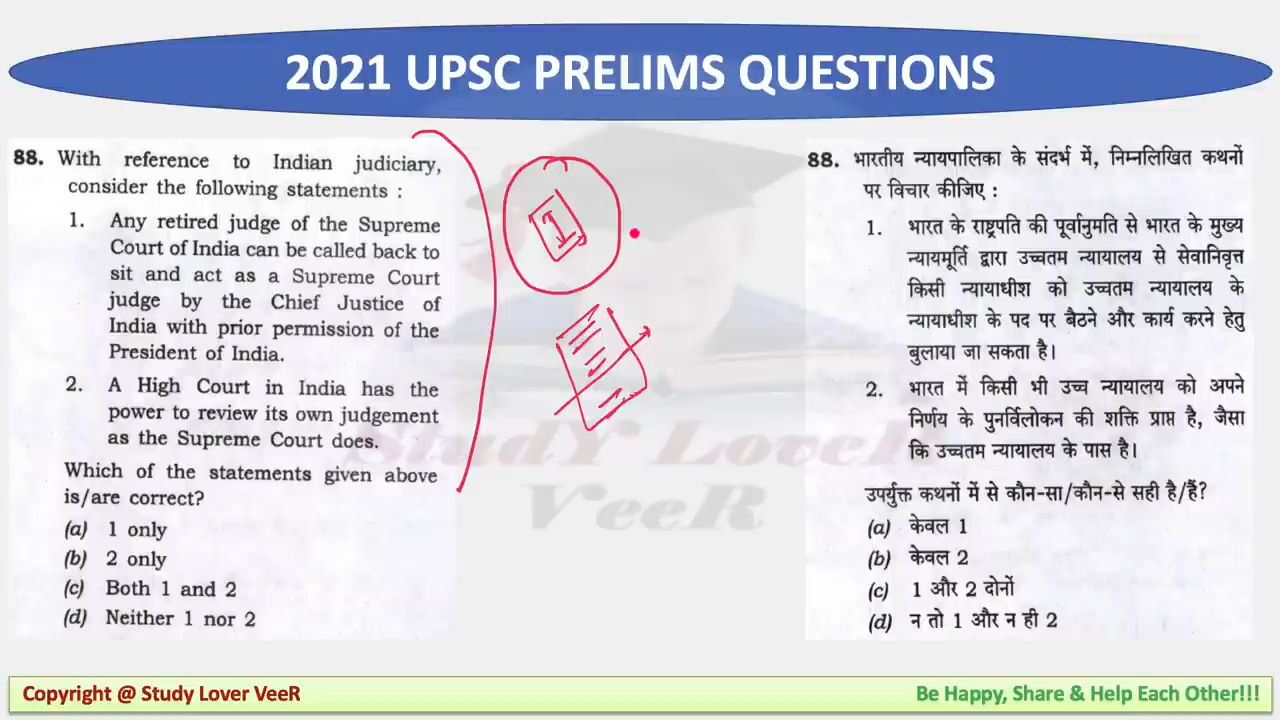 2021 UPSC PRELIMS QUESTIONS
88. With reference to Indian judiciary,
consider the following statements :
1. Any retired judge of the Supreme
Court of India can be called back to
sit and act as a Supreme Court
judge by the Chief Justice of
India with prior permission of the
President of India.
2. A High Court in India has the
power to review its own judgement
as the Supreme Court does.
Which of the statements given above
is/are correct?
(a) 1 only
(b) 2 only
(c) Both 1 and 2
(d) Neither 1 nor 2
1
88. भारतीय न्यायपालिका के संदर्भ में, निम्नलिखित कथनों
पर विचार कीजिए :
1. भारत के राष्ट्रपति की पूर्वानुमति से भारत के मुख्य
न्यायमूर्ति द्वारा उच्चतम न्यायालय से सेवानिवृत्त
किसी न्यायाधीश को उच्चतम न्यायालय के
न्यायाधीश के पद पर बैठने और कार्य करने हेतु
बुलाया जा सकता है।
2. भारत में किसी भी उच्च न्यायालय को अपने
निर्णय के पुनर्विलोकन की शक्ति प्राप्त है, जैसा
कि उच्चतम न्यायालय के पास है।
उपर्युक्त कथनों में से कौन-सा/कौन-से सही है/हैं?
(a) केवल 1
(b) केवल 2
(c) 1 और 2 दोनों
(d) न तो 1 और न ही 2
StudY LoveR
VeeR
Copyright @ Study Lover VeeR
Be Happy, Share & Help Each Other!!!